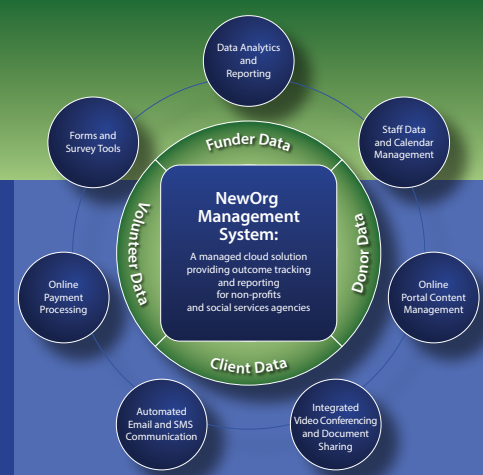 Data Analytics
and
Reporting
Forms and
Survey Tools
Staff Data
and Calendar
Management
Funder Data
Volunteer Data
Donor Data
NewOrg
Management
System:
A managed cloud solution
providing outcome tracking
and reporting
for non-profits
and social services agencies
Online
Payment
Processing
Online
Portal Content
Management
Client Data
Automated
Email and SMS
Communication
Integrated
Video Conferencing
and Document
Sharing